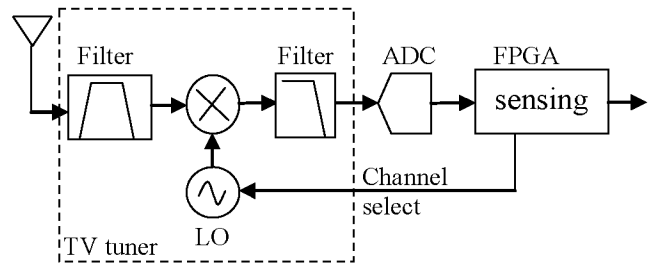 Filter
Filter
ADC
FPGA
sensing
Channel
select
LO
TV tuner